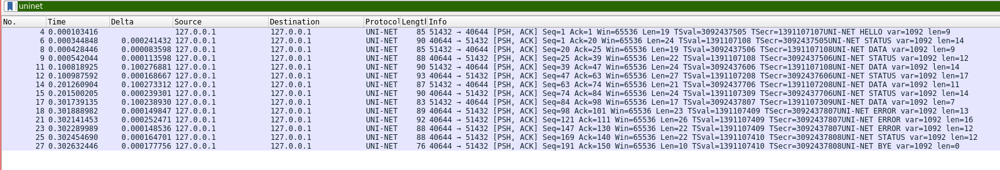 uninet
No. Time Delta Source Destination Protocol Length Info
4 0.000103416 127.0.0.1 127.0.0.1 UNI-NET 85 51432 → 40644 [PSH, ACK] Seq=1 Ack=1 Win=65536 Len=19 TSval=3092437505 TSecr=1391107107UNI-NET HELLO var=1092 len=9
6 0.000344848 0.000241432 127.0.0.1 127.0.0.1 UNI-NET 90 40644 → 51432 [PSH, ACK] Seq=1 Ack=20 Win=65536 Len=24 TSval=1391107108 TSecr=3092437505UNI-NET STATUS var=1092 len=14
8 0.000428446 0.000083598 127.0.0.1 127.0.0.1 UNI-NET 85 51432 → 40644 [PSH, ACK] Seq=20 Ack=25 Win=65536 Len=19 TSval=3092437506 TSecr=1391107108UNI-NET DATA var=1092 len=9
9 0.000542044 0.000113598 127.0.0.1 127.0.0.1 UNI-NET 88 40644 → 51432 [PSH, ACK] Seq=25 Ack=39 Win=65536 Len=22 TSval=1391107108 TSecr=3092437506UNI-NET STATUS var=1092 len=12
11 0.100818925 0.100276881 127.0.0.1 127.0.0.1 UNI-NET 90 51432 → 40644 [PSH, ACK] Seq=39 Ack=47 Win=65536 Len=24 TSval=3092437606 TSecr=1391107108UNI-NET DATA var=1092 len=14
12 0.100987592 0.000168667 127.0.0.1 127.0.0.1 UNI-NET 93 40644 → 51432 [PSH, ACK] Seq=47 Ack=63 Win=65536 Len=27 TSval=1391107208 TSecr=3092437606UNI-NET STATUS var=1092 len=17
14 0.201260904 0.100273312 127.0.0.1 127.0.0.1 UNI-NET 87 51432 → 40644 [PSH, ACK] Seq=63 Ack=74 Win=65536 Len=21 TSval=3092437706 TSecr=1391107208UNI-NET DATA var=1092 len=11
15 0.201500205 0.000239301 127.0.0.1 127.0.0.1 UNI-NET 90 40644 → 51432 [PSH, ACK] Seq=74 Ack=84 Win=65536 Len=24 TSval=1391107309 TSecr=3092437706UNI-NET STATUS var=1092 len=14
17 0.301739135 0.100238930 127.0.0.1 127.0.0.1 UNI-NET 83 51432 → 40644 [PSH, ACK] Seq=84 Ack=98 Win=65536 Len=17 TSval=3092437807 TSecr=1391107309UNI-NET DATA var=1092 len=7
18 0.301888982 0.000149847 127.0.0.1 127.0.0.1 UNI-NET 89 40644 → 51432 [PSH, ACK] Seq=98 Ack=101 Win=65536 Len=23 TSval=1391107409 TSecr=3092437807UNI-NET ERROR var=1092 len=13
21 0.302141453 0.000252471 127.0.0.1 127.0.0.1 UNI-NET 92 40644 → 51432 [PSH, ACK] Seq=121 Ack=111 Win=65536 Len=26 TSval=1391107409 TSecr=3092437807UNI-NET ERROR var=1092 len=16
23 0.302289989 0.000148536 127.0.0.1 127.0.0.1 UNI-NET 88 40644 → 51432 [PSH, ACK] Seq=147 Ack=130 Win=65536 Len=22 TSval=1391107409 TSecr=3092437807UNI-NET ERROR var=1092 len=12
25 0.302454690 0.000164701 127.0.0.1 127.0.0.1 UNI-NET 88 40644 → 51432 [PSH, ACK] Seq=169 Ack=140 Win=65536 Len=22 TSval=1391107410 TSecr=3092437808UNI-NET STATUS var=1092 len=12
27 0.302632446 0.000177756 127.0.0.1 127.0.0.1 UNI-NET 76 40644 → 51432 [PSH, ACK] Seq=191 Ack=150 Win=65536 Len=10 TSval=1391107410 TSecr=3092437808UNI-NET BYE var=1092 len=0